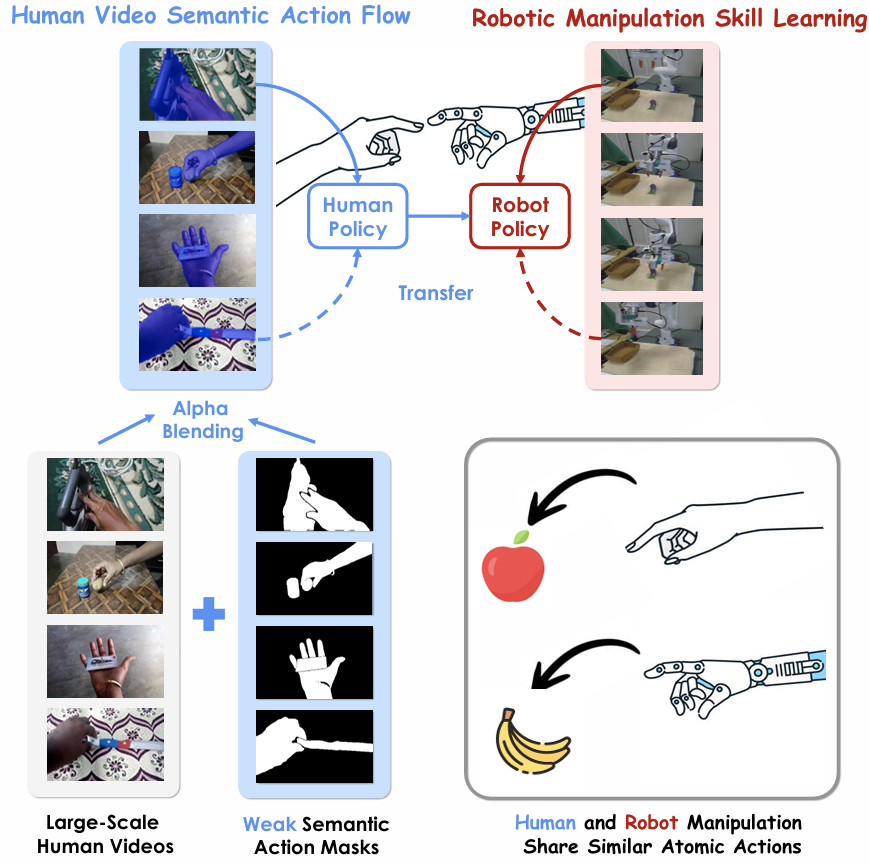 Human Video Semantic Action Flow
Robotic Manipulation Skill Learning
Human
Policy
Robot
Policy
Transfer
Alpha
Blending
Large-Scale
Human Videos
Weak Semantic
Action Masks
Human and Robot Manipulation
Share Similar Atomic Actions